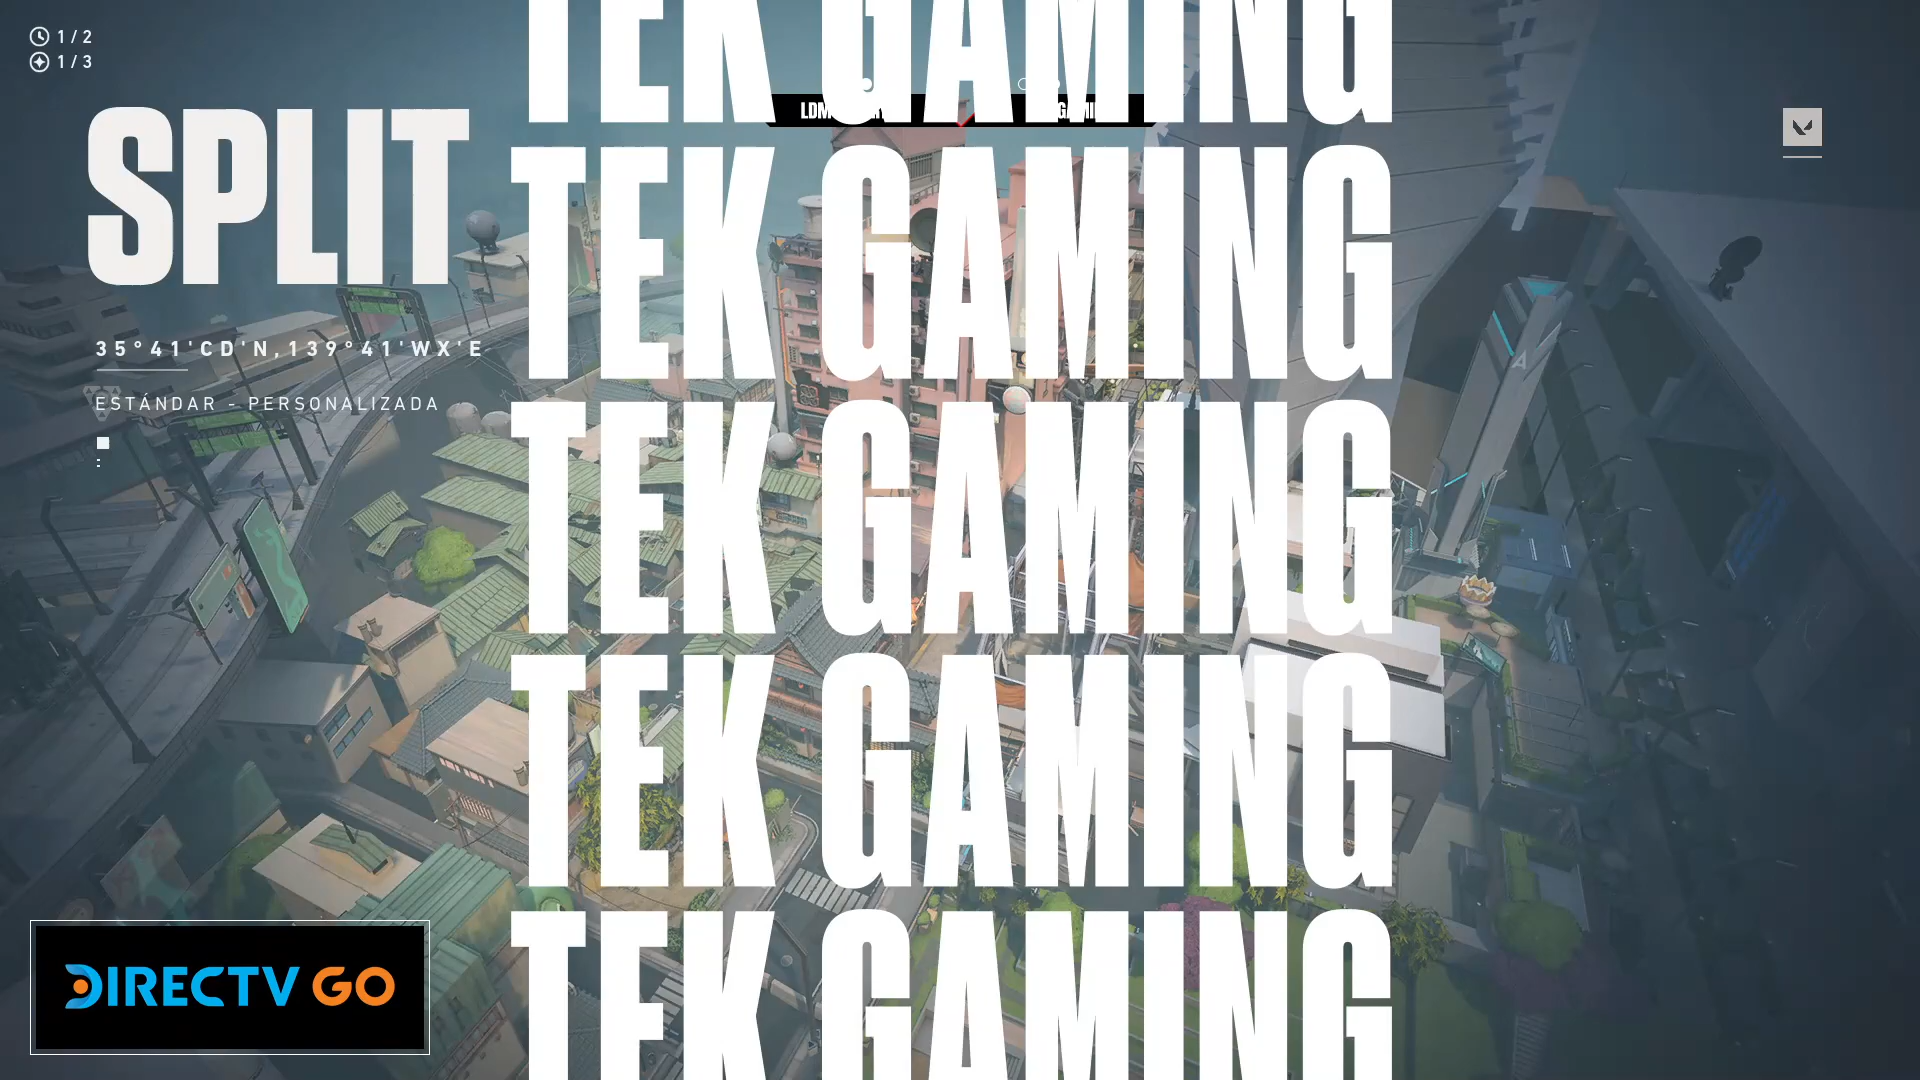 1 / 2
1 / 3
SPLIT
35°41'CD'N,139°41'WX'E
ESTÁNDAR - PERSONALIZADA
TEK GAMING
TEK GAMING
TEK GAMING
TEK GAMING
TEK GAMING
DIRECTV GO